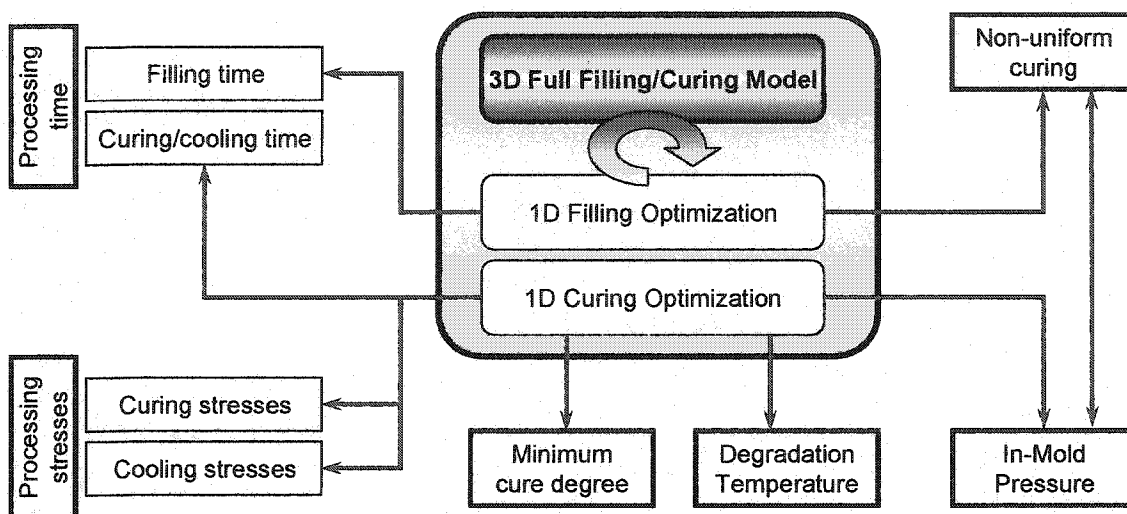 Processing
time
Filling time
Curing/cooling time
3D Full Filling/Curing Model
1D Filling Optimization
1D Curing Optimization
Non-uniform
curing
Processing
stresses
Curing stresses
Cooling stresses
Minimum
cure degree
Degradation
Temperature
In-Mold
Pressure